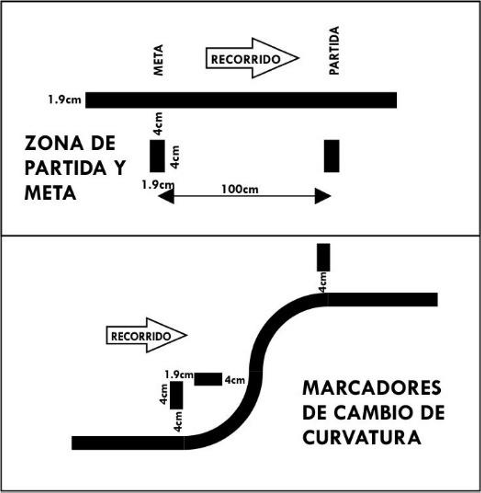 META
RECORRIDO
PARTIDA
1.9cm
4cm
ZONA DE
PARTIDA Y
META
4cm
1.9cm
100cm
4cm
RECORRIDO
1.9cm
4cm
4cm
4cm
MARCADORES
DE CAMBIO DE
CURVATURA